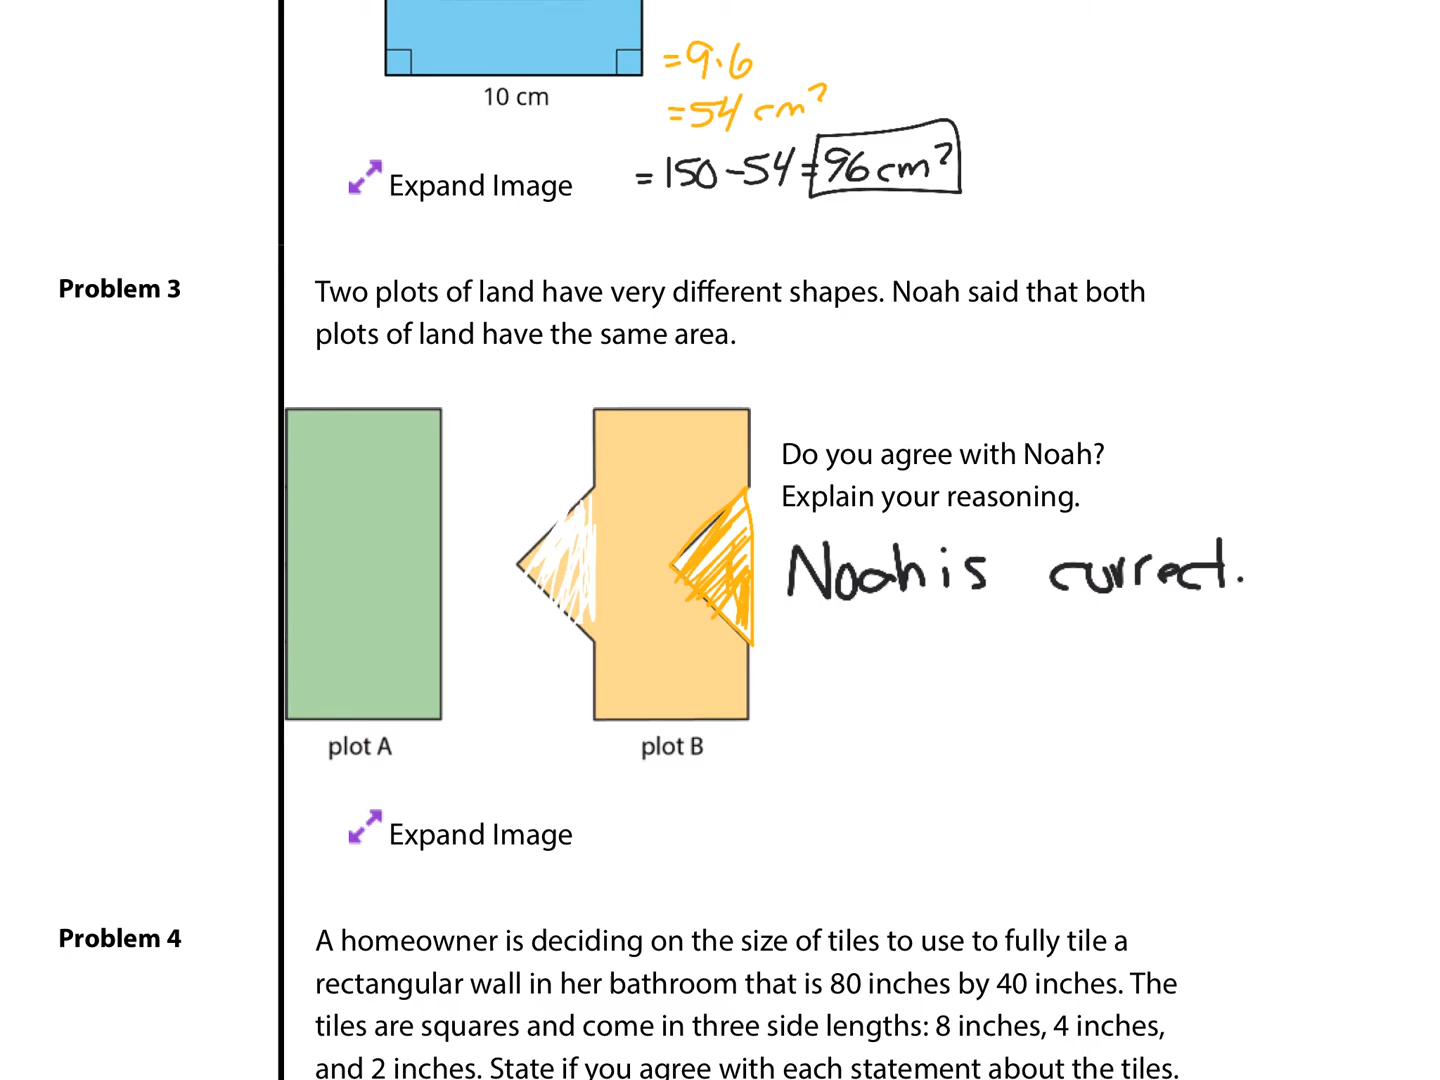 = 9·6
10 cm
= 54 cm²
= 150 - 54 = 96 cm²
Expand Image
Problem 3
Two plots of land have very different shapes. Noah said that both
plots of land have the same area.
Do you agree with Noah?
Explain your reasoning.
Noah is currect.
plot A
plot B
Expand Image
Problem 4
A homeowner is deciding on the size of tiles to use to fully tile a
rectangular wall in her bathroom that is 80 inches by 40 inches. The
tiles are squares and come in three side lengths: 8 inches, 4 inches,
and 2 inches. State if you agree with each statement about the tiles.